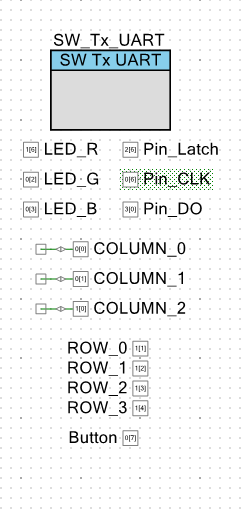 SW_Tx_UART
SW Tx UART
1[6] LED_R 2[6] Pin_Latch
0[2] LED_G 0[6] Pin_CLK
0[3] LED_B 3[0] Pin_DO
0[0] COLUMN_0
0[1] COLUMN_1
1[0] COLUMN_2
ROW_0 1[1]
ROW_1 1[2]
ROW_2 1[3]
ROW_3 1[4]
Button 0[7]